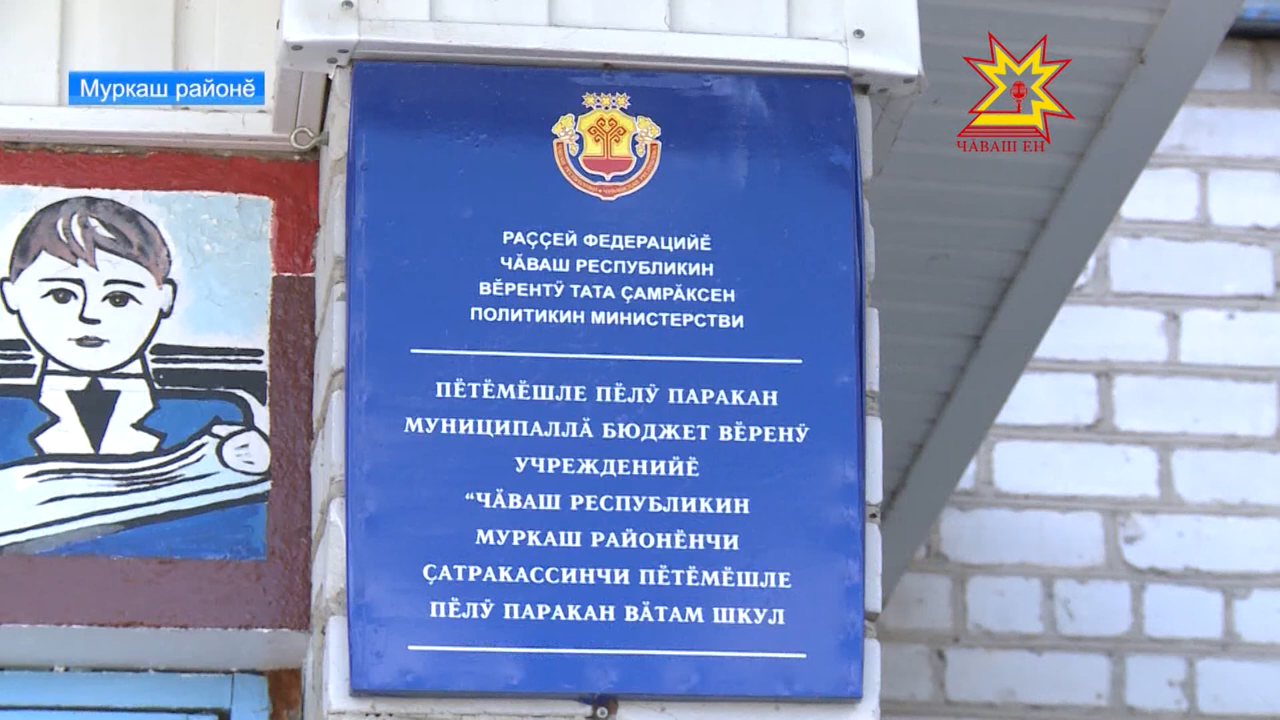 Муркаш районӗ
ЧӐВАШ ЕН
РАҪҪЕЙ ФЕДЕРАЦИЙӖ
ЧӐВАШ РЕСПУБЛИКИН
ВӖРЕНТӲ ТАТА ҪАМРӐКСЕН
ПОЛИТИКИН МИНИСТЕРСТВИ
ПӖТӖМӖШЛЕ ПӖЛӲ ПАРАКАН
МУНИЦИПАЛЛӐ БЮДЖЕТ ВӖРЕНӲ
УЧРЕЖДЕНИЙӖ
“ЧӐВАШ РЕСПУБЛИКИН
МУРКАШ РАЙОНӖНЧИ
ҪАТРАКАССИНЧИ ПӖТӖМӖШЛЕ
ПӖЛӲ ПАРАКАН ВӐТАМ ШКУЛ